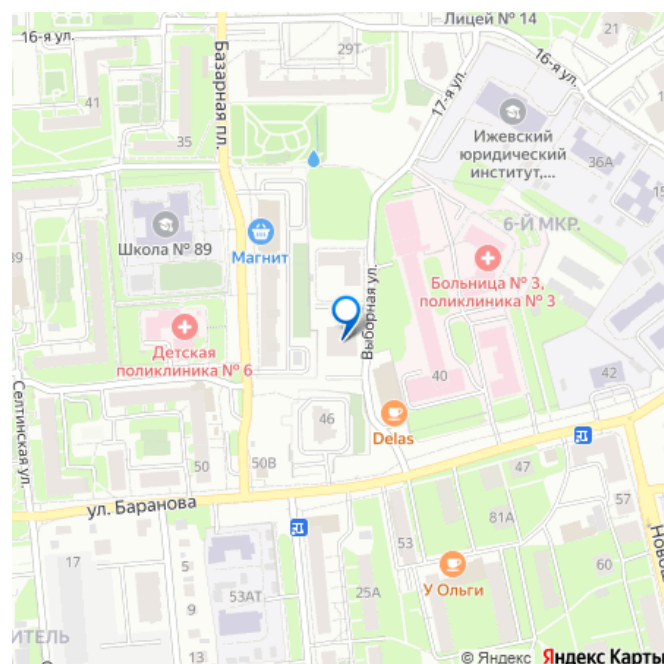 Лицей № 14
16-я ул.
21
29Т
16-я ул.
Базарная пл.
17-я ул.
41
35
Ижевский
юридический
институт,...
36А
15
6-Й МКР.
Школа № 89
Магнит
39
Больница № 3,
поликлиника № 3
Выборная ул.
Детская
поликлиника № 6
40
42
Селтинская ул.
46
Delas
50
50В
47
ул. Баранова
81А
57
53
17
5
У Ольги
60
9
53АТ
25А
13
© Яндекс Яндекс Карты